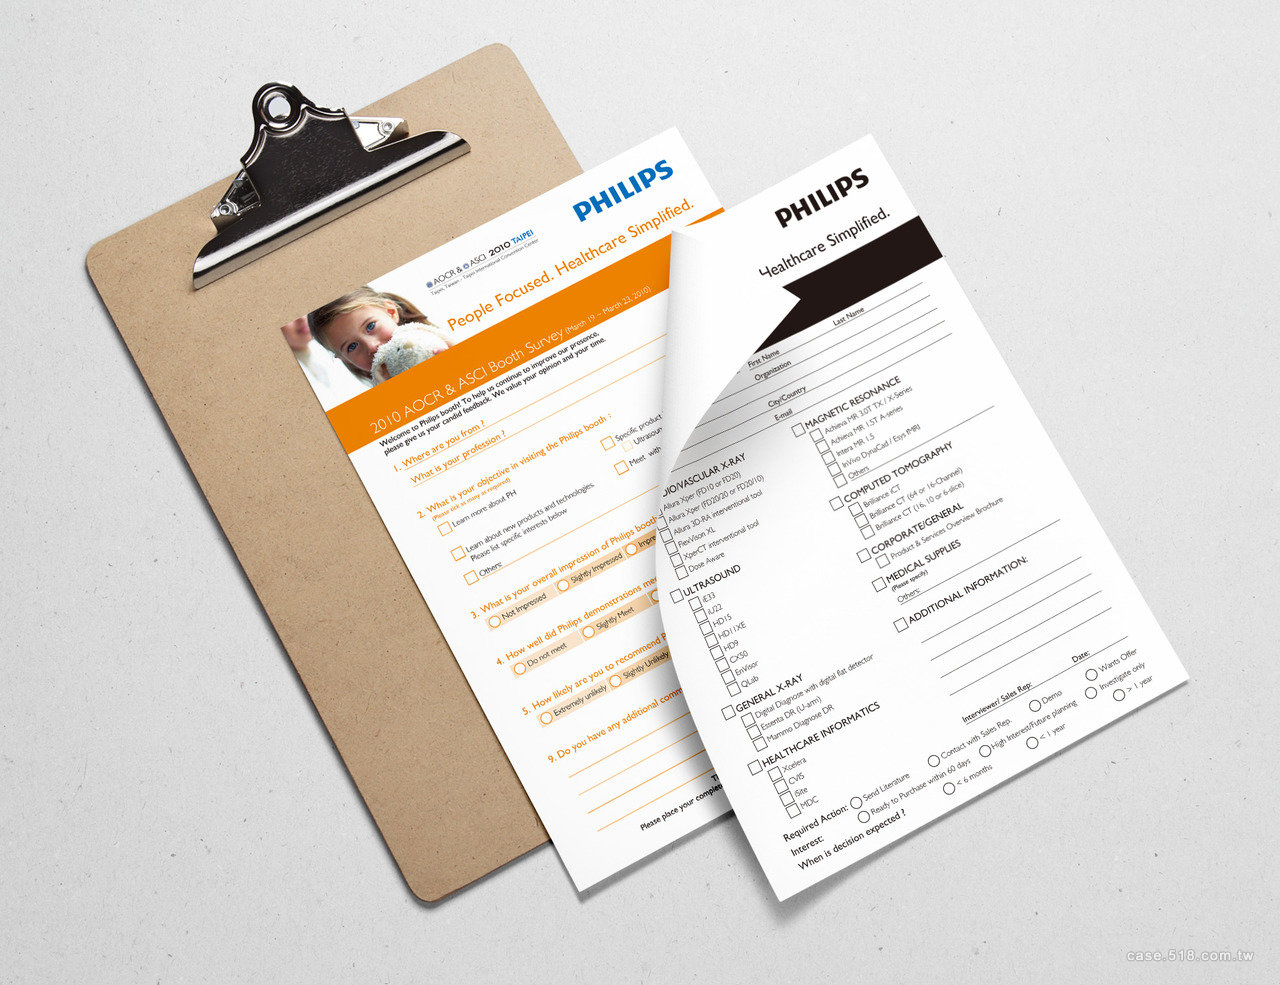 PHILIPS
AOCR & ASCI 2010 TAIPEI
Taipei, Taiwan - Taipei International Convention Center
People Focused. Healthcare Simplified.
2010 AOCR & ASCI Booth Survey (March 19 – March 23, 2010)
Welcome to Philips booth! To help us continue to improve our presence,
please give us your candid feedback. We value your opinion and your time.
1. Where are you from ?
What is your profession ?
2. What is your objective in visiting the Philips booth :
(Please tick as many as required)
Learn more about PH
Specific product
Ultrasoun
Learn about new products and technologies.
Please list specific interests below
Meet with
Others:
3. What is your overall impression of Philips booth
Not Impressed
Slightly Impressed
Impre
4. How well did Philips demonstrations mee
Do not meet
Slightly Meet
5. How likely are you to recommend P
Extremely unlikely
Slightly Unlikely
9. Do you have any additional comm
Th
Please place your comple
PHILIPS
Healthcare Simplified.
First Name
Last Name
Organization
City/Country
E-mail
DIO/VASCULAR X-RAY
Allura Xper (FD10 or FD20)
Allura Xper (FD20/20 or FD20/10)
Allura 3D-RA interventional tool
FlexVision XL
XperCT interventional tool
Dose Aware
ULTRASOUND
iE33
iU22
HD15
HD11XE
HD9
CX50
EnVisor
QLab
GENERAL X-RAY
Digital Diagnose with digital flat detector
Essenta DR (U-arm)
Mammo Diagnose DR
HEALTHCARE INFORMATICS
Xcelera
CVIS
iSite
MDC
MAGNETIC RESONANCE
Achieva MR 3.0T TX / X-Series
Achieva MR 1.5T A-series
Intera MR 1.5
InVivo DynaCad / Esys fMRI
Others
COMPUTED TOMOGRAPHY
Brilliance iCT
Brilliance CT (64 or 16-Channel)
Brilliance CT (16, 10 or 6-slice)
CORPORATE/GENERAL
Product & Services Overview Brochure
MEDICAL SUPPLIES
(Please specify)
Others:
ADDITIONAL INFORMATION:
Interviewer/ Sales Rep:
Date:
Required Action:
Send Literature
Contact with Sales Rep.
Demo
Wants Offer
Interest:
Ready to Purchase within 60 days
High Interest/Future planning
Investigate only
When is decision expected ?
< 6 months
< 1 year
> 1 year
case.518.com.tw